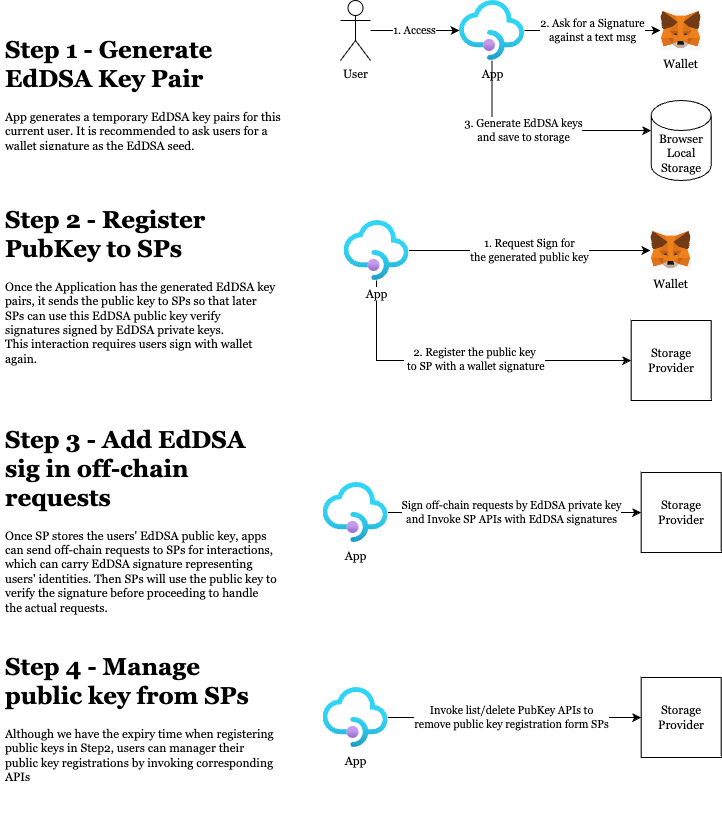 Step 1 - Generate
EdDSA Key Pair
App generates a temporary EdDSA key pairs for this
current user. It is recommended to ask users for a
wallet signature as the EdDSA seed.
1. Access
2. Ask for a Signature
against a text msg
User
App
Wallet
3. Generate EdDSA keys
and save to storage
Browser
Local
Storage
Step 2 - Register
PubKey to SPs
Once the Application has the generated EdDSA key
pairs, it sends the public key to SPs so that later
SPs can use this EdDSA public key verify
signatures signed by EdDSA private keys.
This interaction requires users sign with wallet
again.
1. Request Sign for
the generated public key
App
Wallet
2. Register the public key
to SP with a wallet signature
Storage
Provider
Step 3 - Add EdDSA
sig in off-chain
requests
Once SP stores the users' EdDSA public key, apps
can send off-chain requests to SPs for interactions,
which can carry EdDSA signature representing
users' identities. Then SPs will use the public key to
verify the signature before proceeding to handle
the actual requests.
Sign off-chain requests by EdDSA private key
and Invoke SP APIs with EdDSA signatures
App
Storage
Provider
Step 4 - Manage
public key from SPs
Although we have the expiry time when registering
public keys in Step2, users can manager their
public key registrations by invoking corresponding
APIs
Invoke list/delete PubKey APIs to
remove public key registration form SPs
App
Storage
Provider